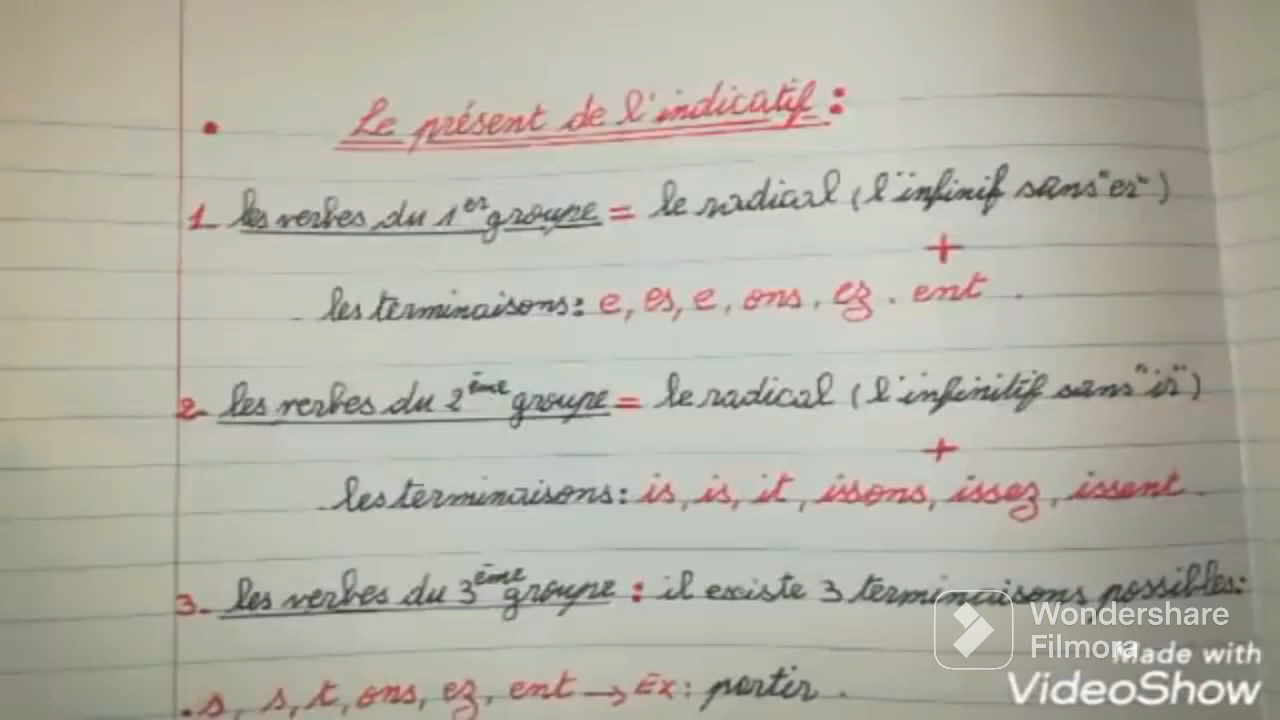 • Le présent de l'indicatif :
1. les verbes du 1er groupe = le radical (l'infinif sans "er")
+
les terminaisons : e, es, e, ons, ez, ent.
2. les verbes du 2ème groupe = le radical (l'infinitif sans "ir")
+
les terminaisons : is, is, it, issons, issez, issent.
3. les verbes du 3ème groupe : il existe 3 terminaisons possibles :
. s, s, t, ons, ez, ent → Ex : partir.
Wondershare
Filmora
Made with
VideoShow